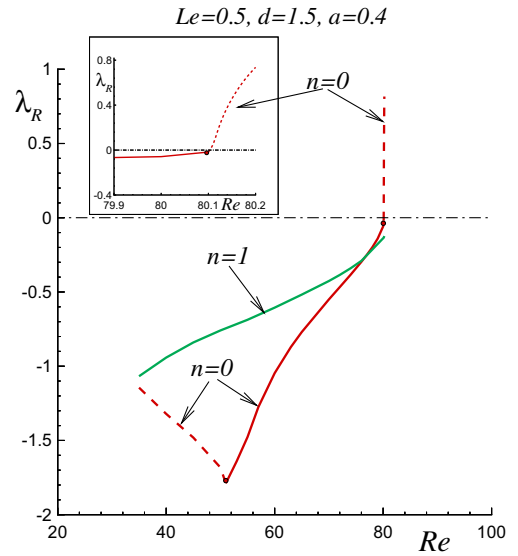 Le=0.5, d=1.5, a=0.4
0.8
λR
0.4
0
-0.4
79.9 80 80.1 Re 80.2
n=0
n=0
1
λR
0.5
0
-0.5
n=1
-1
n=0
-1.5
-2
20 40 60 80 Re 100